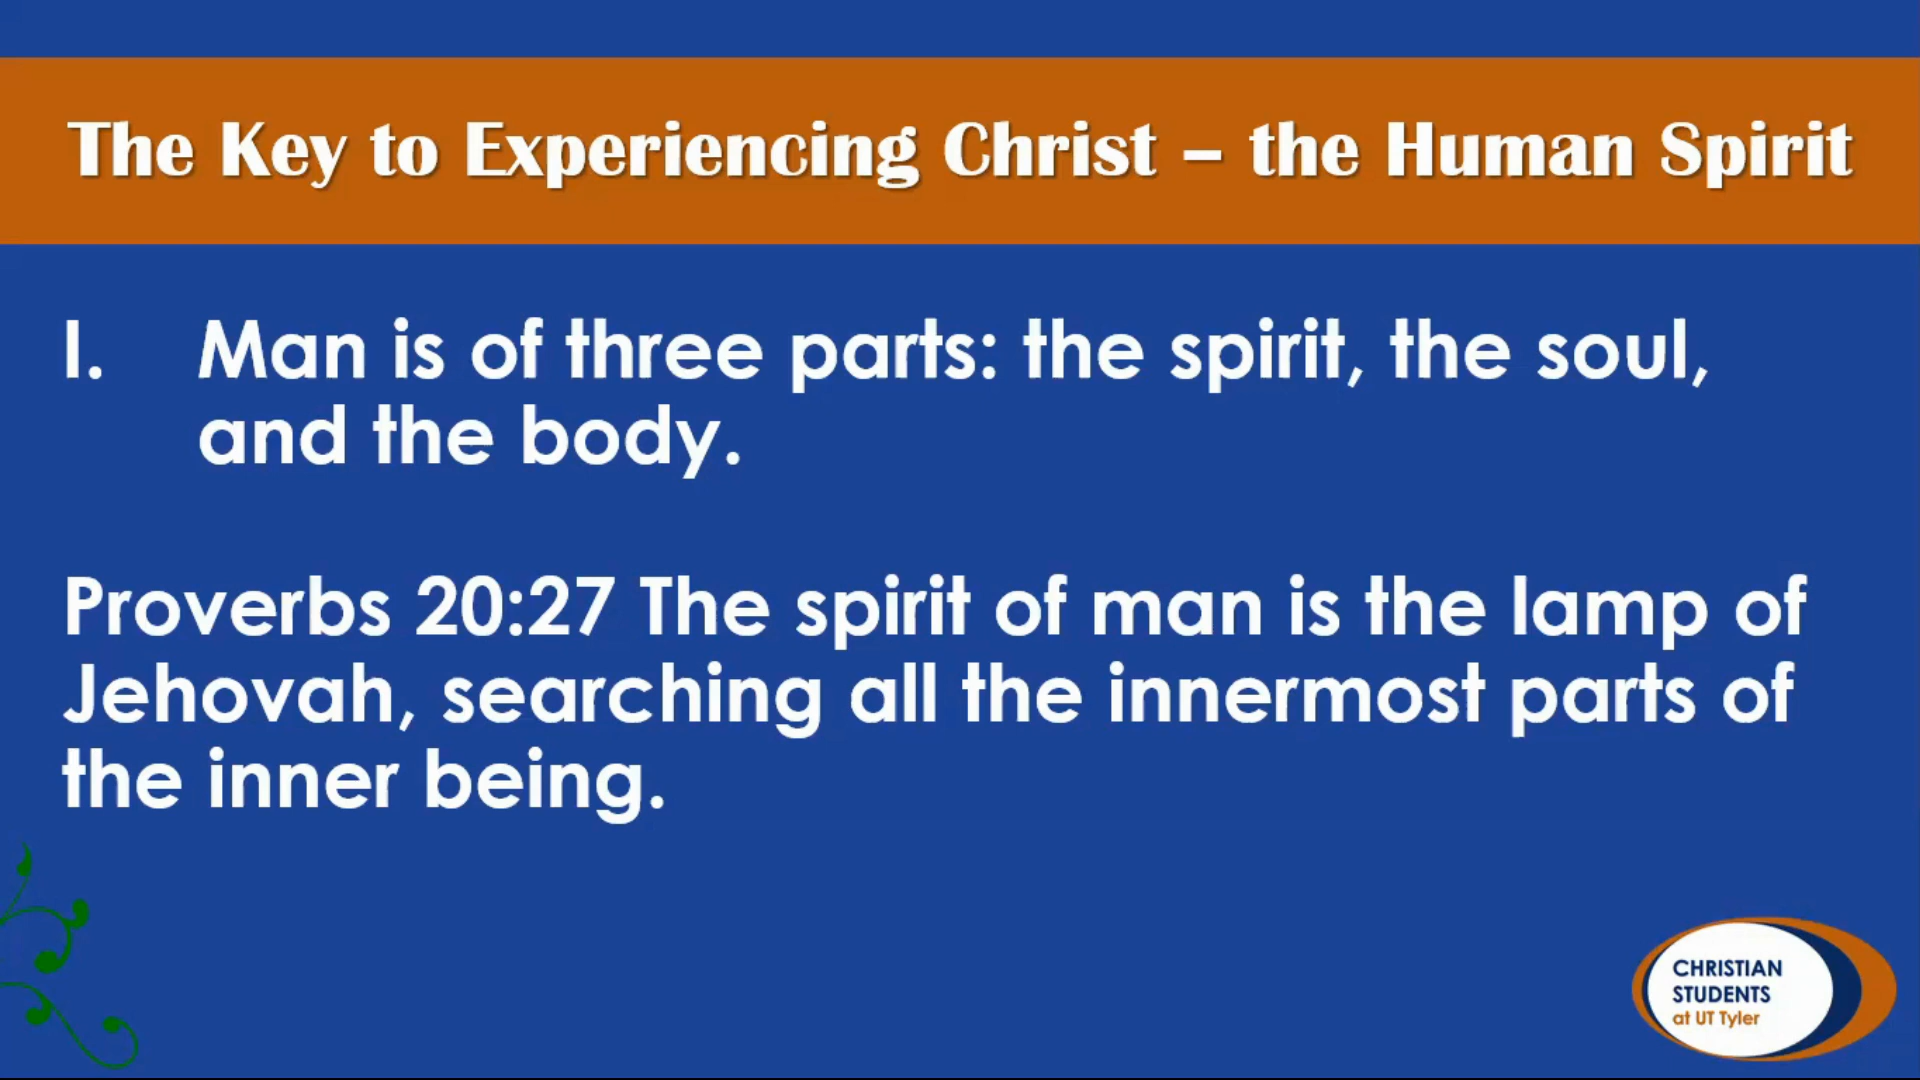 The Key to Experiencing Christ – the Human Spirit
I. Man is of three parts: the spirit, the soul,
and the body.
Proverbs 20:27 The spirit of man is the lamp of
Jehovah, searching all the innermost parts of
the inner being.
CHRISTIAN
STUDENTS
at UT Tyler